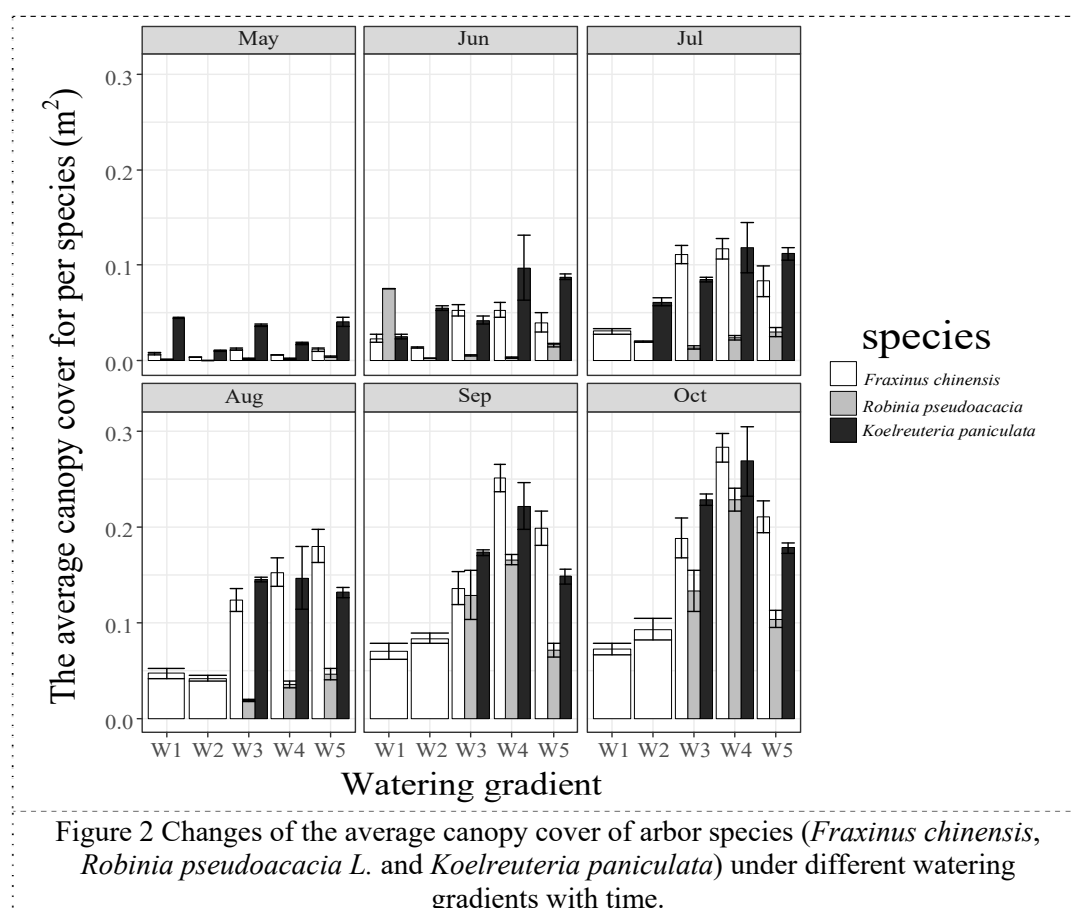 May Jun Jul
0.3
0.2
0.1
0.0
The average canopy cover for per species (m²)
species
Fraxinus chinensis
Robinia pseudoacacia
Koelreuteria paniculata
Aug Sep Oct
0.3
0.2
0.1
0.0
W1 W2 W3 W4 W5 W1 W2 W3 W4 W5 W1 W2 W3 W4 W5
Watering gradient
Figure 2 Changes of the average canopy cover of arbor species (Fraxinus chinensis,
Robinia pseudoacacia L. and Koelreuteria paniculata) under different watering
gradients with time.